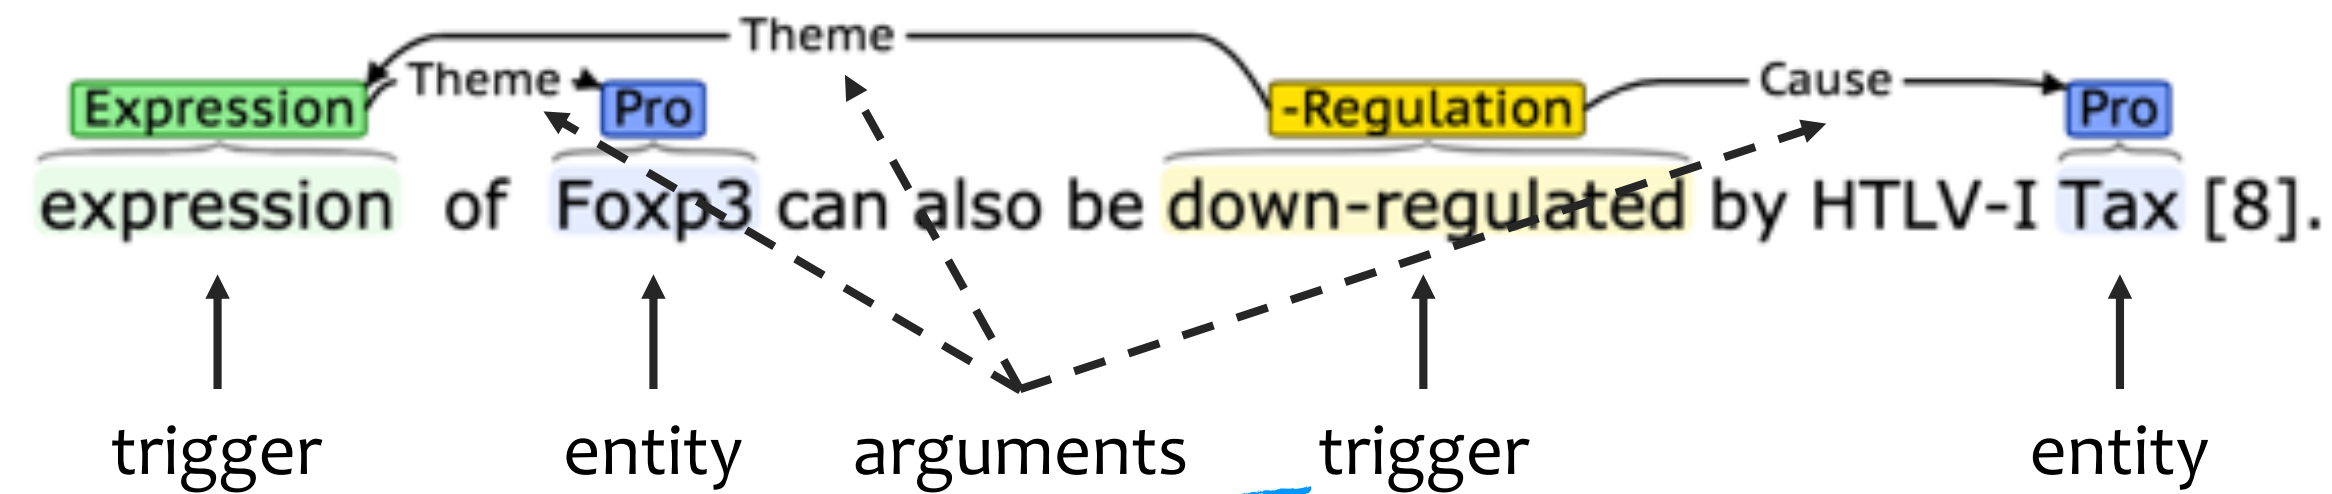 Theme
Theme Cause
Expression Pro -Regulation Pro
expression of Foxp3 can also be down-regulated by HTLV-I Tax [8].
trigger entity arguments trigger entity